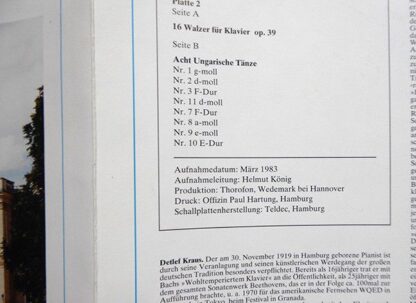 Platte 2
Seite A
16 Walzer für Klavier op. 39
Seite B
Acht Ungarische Tänze
Nr. 1 g-moll
Nr. 2 d-moll
Nr. 3 F-Dur
Nr. 11 d-moll
Nr. 7 F-Dur
Nr. 8 a-moll
Nr. 9 e-moll
Nr. 10 E-Dur
Aufnahmedatum: März 1983
Aufnahmeleitung: Helmut König
Produktion: Thorofon, Wedemark bei Hannover
Druck: Offizin Paul Hartung, Hamburg
Schallplattenherstellung: Teldec, Hamburg
Detlef Kraus. Der am 30. November 1919 in Hamburg geborene Pianist ist
durch seine Veranlagung und seinen künstlerischen Werdegang der großen
deutschen Tradition besonders verpflichtet. Bereits als 16jähriger trat er mit
Bachs »Wohltemperiertem Klavier« an die Öffentlichkeit, als 25jähriger mit
dem gesamten Sonatenwerk Beethovens, das er in der Folge ca. 100mal zur
Aufführung brachte, u. a. 1970 für das amerikanische Fernsehen WQED in
Tokyo beim Festival in Granada.